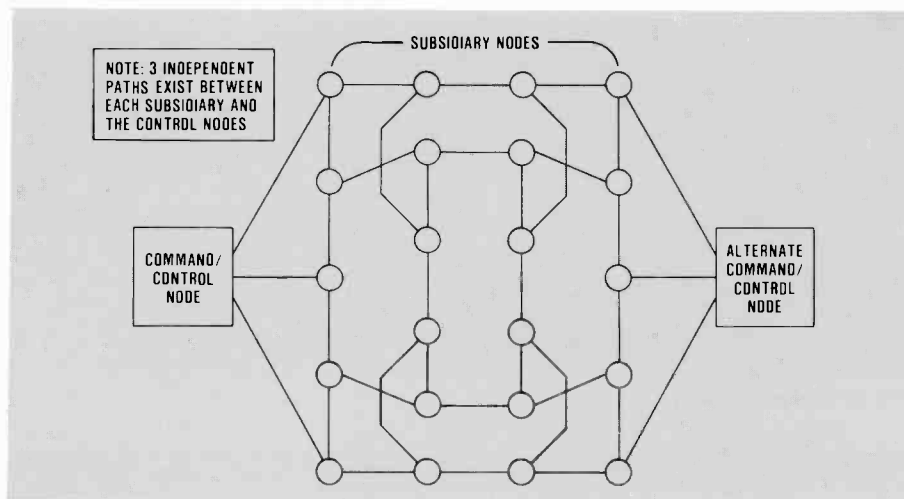 SUBSIDIARY NODES
NOTE: 3 INDEPENDENT
PATHS EXIST BETWEEN
EACH SUBSIDIARY AND
THE CONTROL NODES
COMMAND/
CONTROL
NODE
ALTERNATE
COMMAND/
CONTROL
NODE